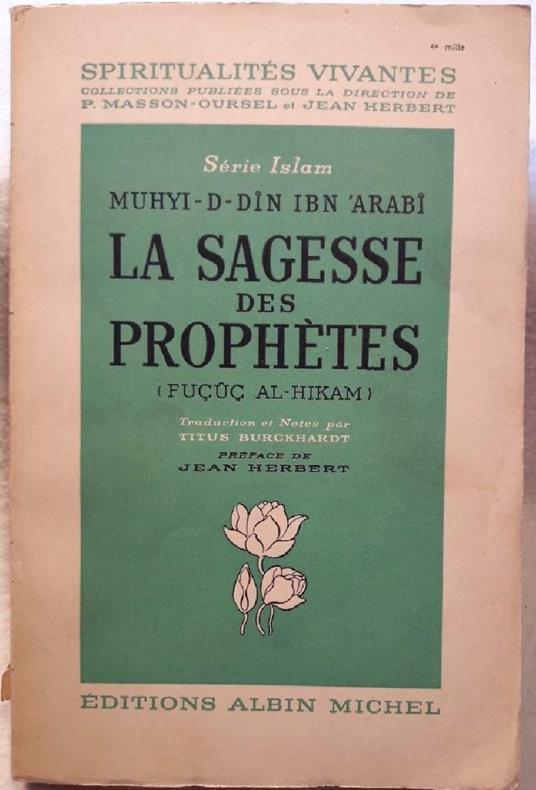 4e mille
SPIRITUALITÉS VIVANTES
COLLECTIONS PUBLIÉES SOUS LA DIRECTION DE
P. MASSON-OURSEL et JEAN HERBERT
Série Islam
MUHYI-D-DÎN IBN 'ARABÎ
LA SAGESSE
DES
PROPHÈTES
(FUÇÛÇ AL-HIKAM)
Traduction et Notes par
TITUS BURCKHARDT
PRÉFACE DE
JEAN HERBERT
ÉDITIONS ALBIN MICHEL